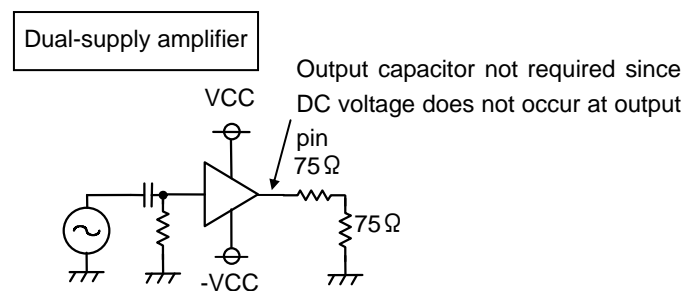 Dual-supply amplifier
Output capacitor not required since
DC voltage does not occur at output
pin
VCC
75Ω
75Ω
-VCC